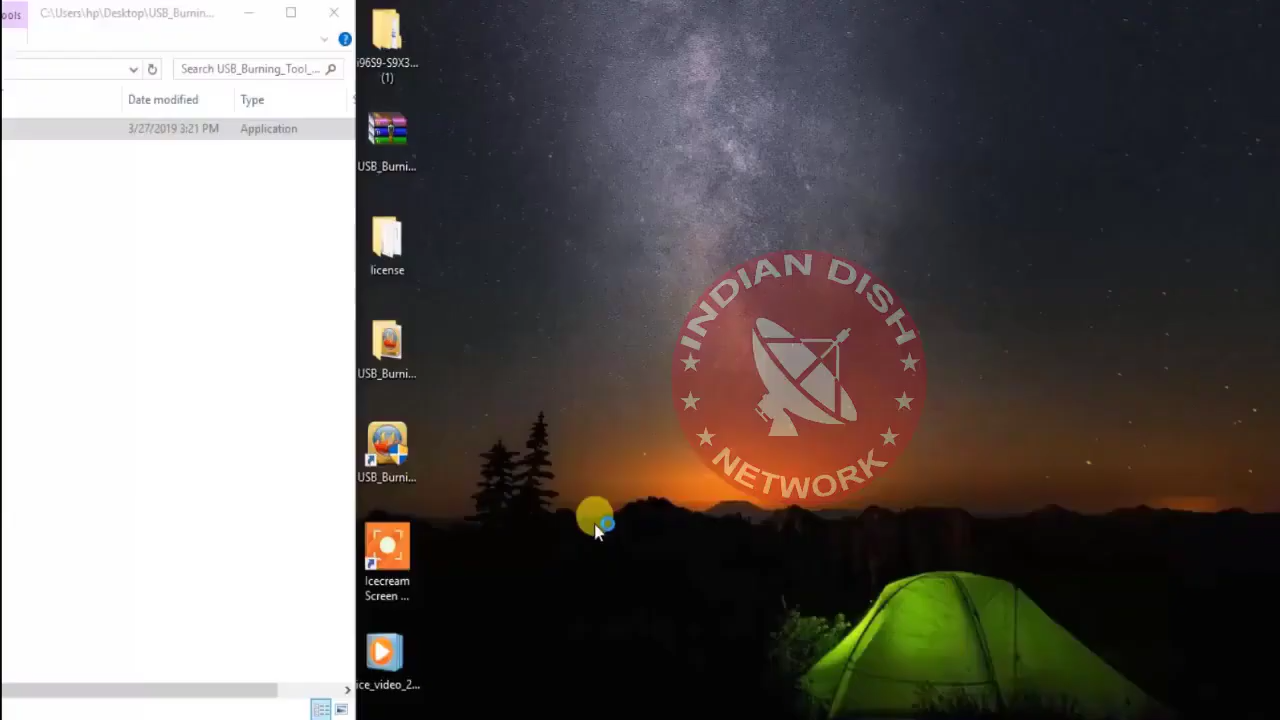 ools
C:\Users\hp\Desktop\USB_Burnin...
Search USB_Burning_Tool_...
Date modified
Type
3/27/2019 3:21 PM
Application
i96S9-S9X3...
(1)
USB_Burni...
license
USB_Burni...
USB_Burni...
Icecream
Screen ...
ice_video_2...
INDIAN DISH
NETWORK